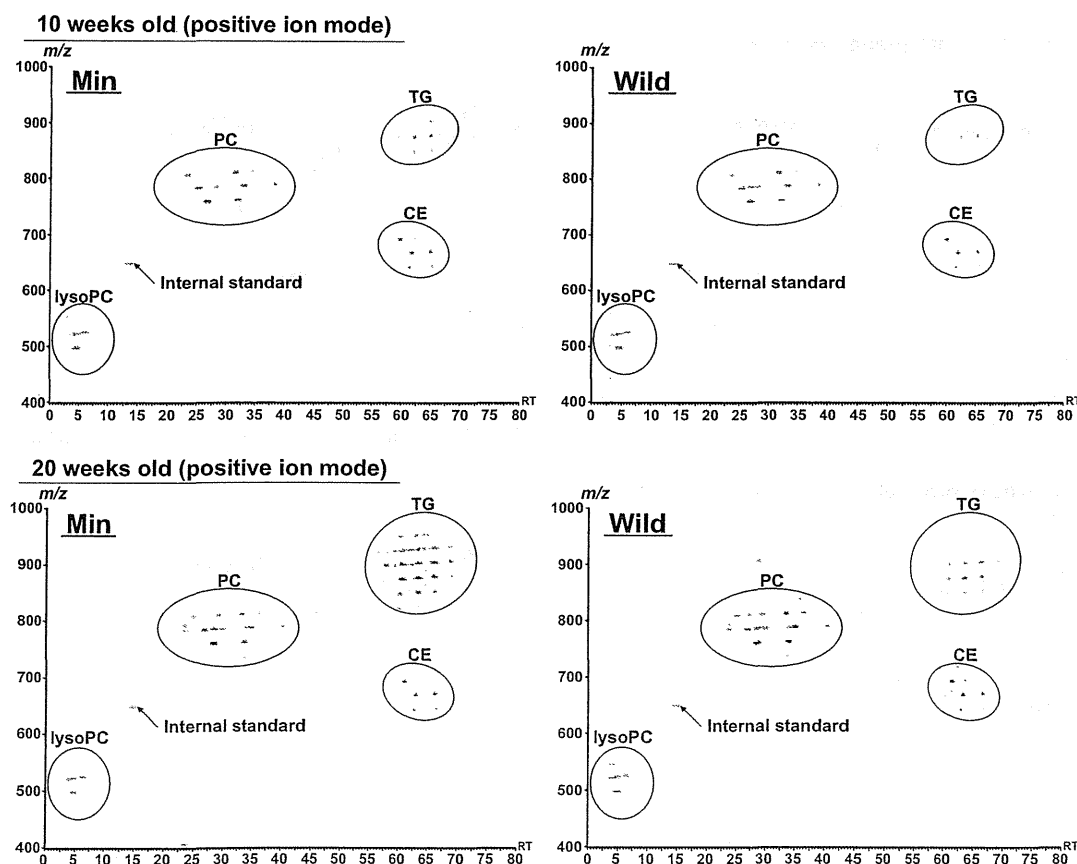 10 weeks old (positive ion mode)
m/z
Min
1000
900
800
700
600
500
400
TG
PC
CE
Internal standard
lysoPC
0 5 10 15 20 25 30 35 40 45 50 55 60 65 70 75 80
RT
m/z
Wild
1000
900
800
700
600
500
400
TG
PC
CE
Internal standard
lysoPC
0 5 10 15 20 25 30 35 40 45 50 55 60 65 70 75 80
RT
20 weeks old (positive ion mode)
m/z
Min
1000
900
800
700
600
500
400
TG
PC
CE
Internal standard
lysoPC
0 5 10 15 20 25 30 35 40 45 50 55 60 65 70 75 80
RT
m/z
Wild
1000
900
800
700
600
500
400
TG
PC
CE
Internal standard
lysoPC
0 5 10 15 20 25 30 35 40 45 50 55 60 65 70 75 80
RT